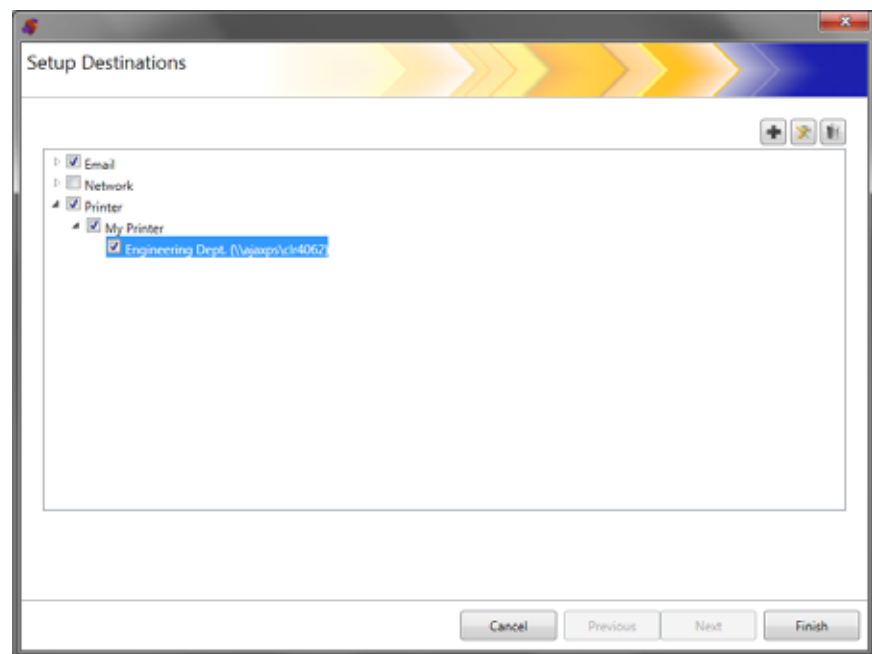 Setup Destinations
Email
Network
Printer
My Printer
Engineering Dept. (\\ajaxps\clr4062)
Cancel Previous Next Finish